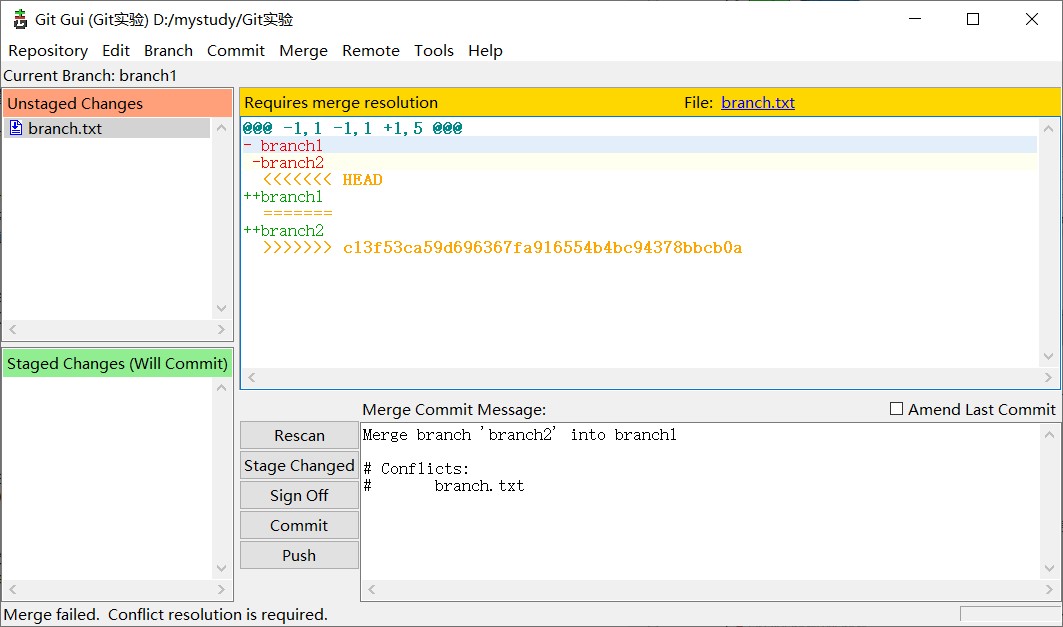 Git Gui (Git实验) D:/mystudy/Git实验
Repository Edit Branch Commit Merge Remote Tools Help
Current Branch: branch1
Unstaged Changes
branch.txt
Requires merge resolution File: branch.txt
@@@ -1,1 -1,1 +1,5 @@@
- branch1
 -branch2
  <<<<<<< HEAD
++branch1
  =======
++branch2
  >>>>>>> c13f53ca59d696367fa916554b4bc94378bbcb0a
Staged Changes (Will Commit)
Merge Commit Message: Amend Last Commit
Rescan
Stage Changed
Sign Off
Commit
Push
Merge branch 'branch2' into branch1
# Conflicts:
#       branch.txt
Merge failed.  Conflict resolution is required.